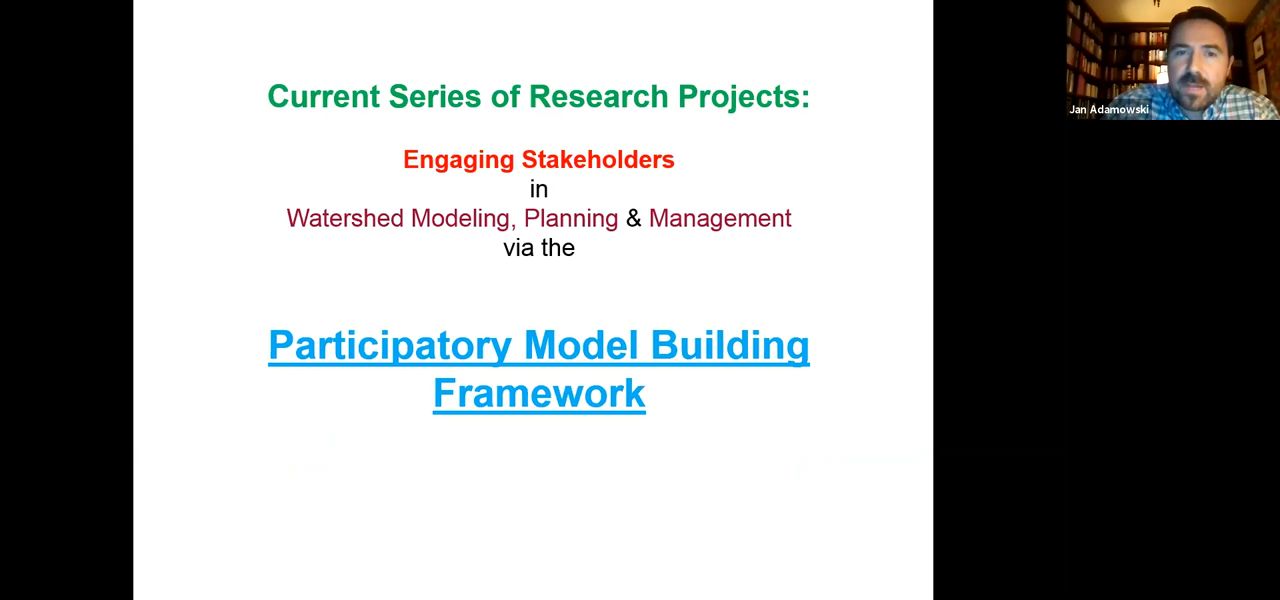 Current Series of Research Projects:
Engaging Stakeholders
in
Watershed Modeling, Planning & Management
via the
Participatory Model Building
Framework
Jan Adamowski